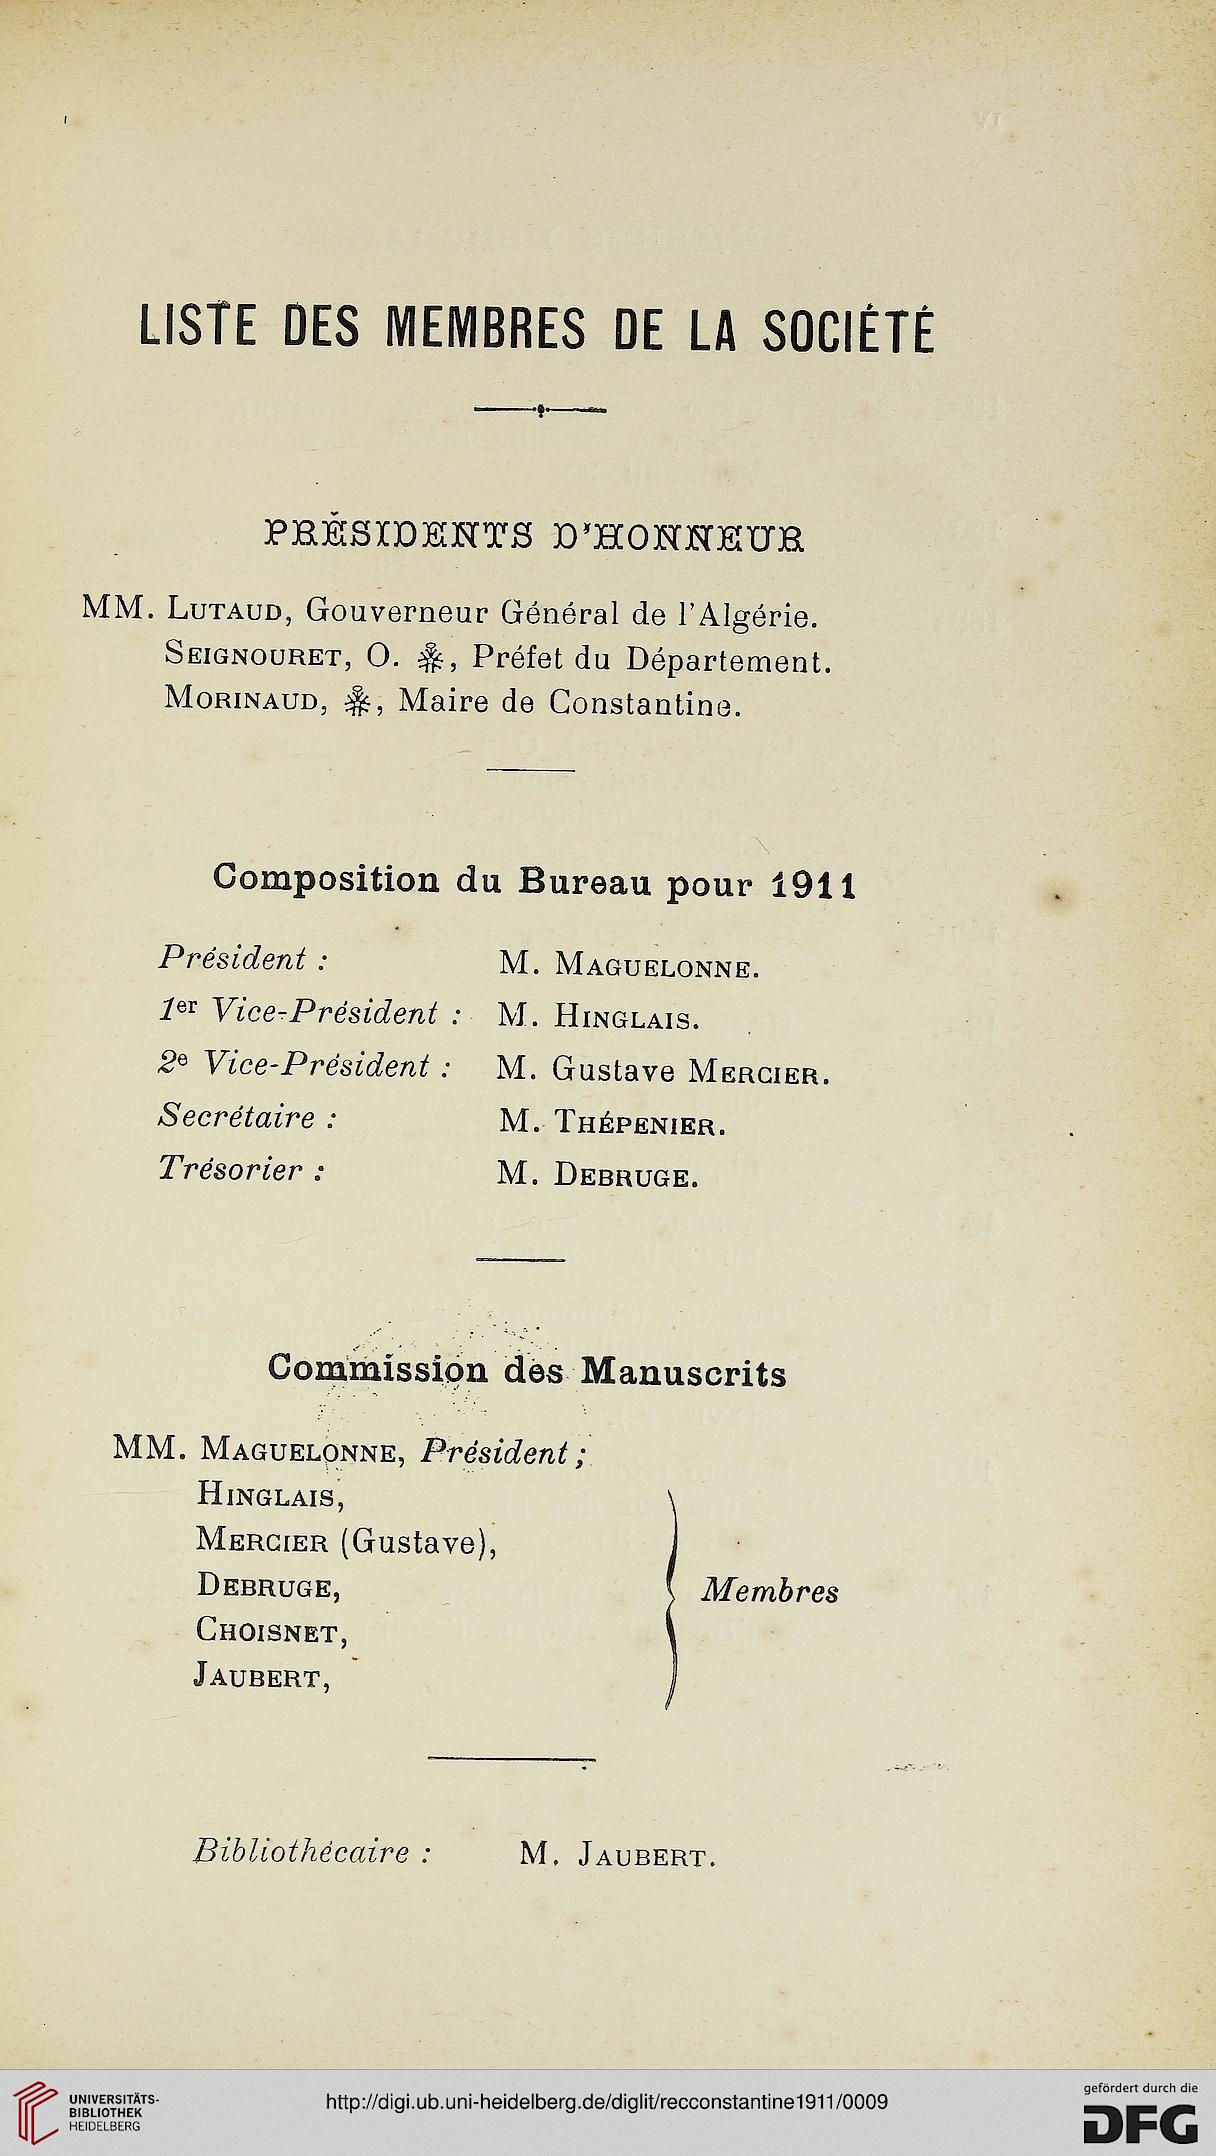 LISTE DES MEMBRES DE LA SOCIÉTÉ
PRÉSIDENTS D'HONNEUR
MM. LUTAUD, Gouverneur Général de l'Algérie.
SEIGNOURET, O. ✻, Préfet du Département.
MORINAUD, ✻, Maire de Constantine.
Composition du Bureau pour 1911
Président : M. MAGUELONNE.
1er Vice-Président : M. HINGLAIS.
2e Vice-Président : M. Gustave MERCIER.
Secrétaire : M. THÉPENIER.
Trésorier : M. DEBRUGE.
Commission des Manuscrits
MM. MAGUELONNE, Président ;
HINGLAIS,
MERCIER (Gustave),
DEBRUGE,
Membres
CHOISNET,
JAUBERT,
Bibliothécaire : M. JAUBERT.
UNIVERSITÄTS-
BIBLIOTHEK
HEIDELBERG
http://digi.ub.uni-heidelberg.de/diglit/recconstantine1911/0009
gefördert durch die
DFG